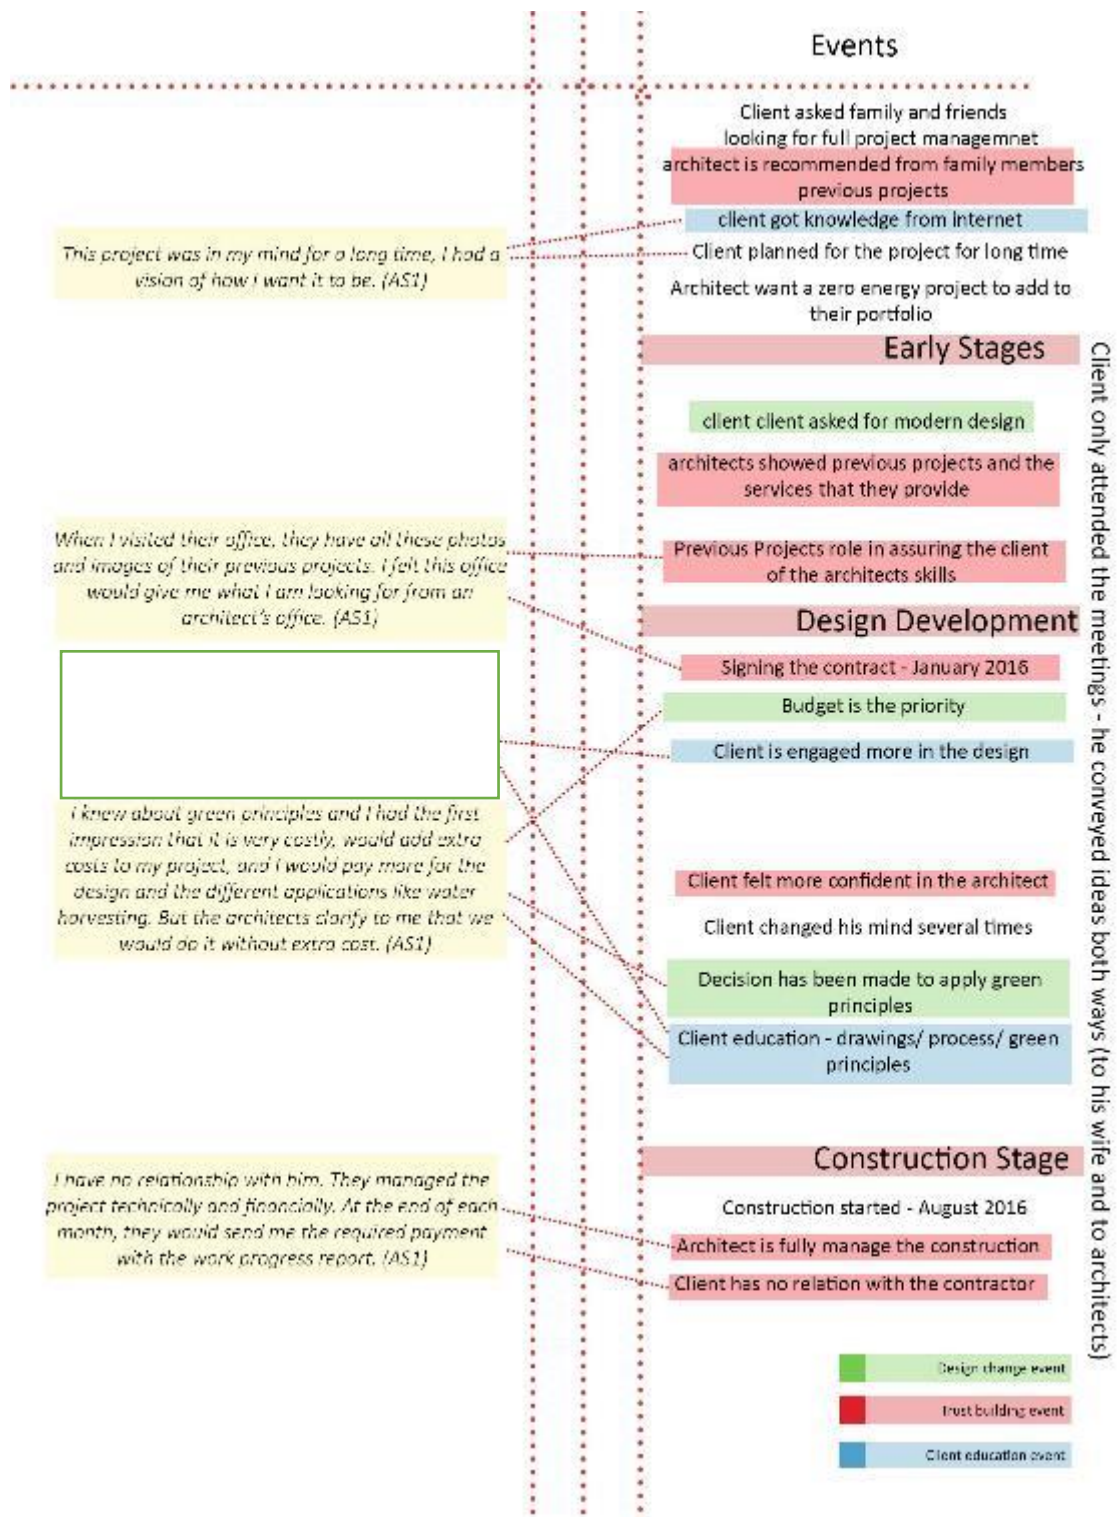 Events
Client asked family and friends
looking for full project managemnet
architect is recommended from family members
previous projects
client got knowledge from internet
This project was in my mind for a long time, I had a
vision of how I want it to be. (AS1)
Client planned for the project for long time
Architect want a zero energy project to add to
their portfolio
Early Stages
client client asked for modern design
architects showed previous projects and the
services that they provide
When I visited their office, they have all these photos
and images of their previous projects. I felt this office
would give me what I am looking for from an
architect's office. (AS1)
Previous Projects role in assuring the client
of the architects skills
Design Development
Signing the contract - January 2016
Budget is the priority
Client is engaged more in the design
I knew about green principles and I had the first
impression that it is very costly, would add extra
costs to my project, and I would pay more for the
design and the different applications like water
harvesting. But the architects clarify to me that we
would do it without extra cost. (AS1)
Client felt more confident in the architect
Client changed his mind several times
Decision has been made to apply green
principles
Client education - drawings/ process/ green
principles
Construction Stage
I have no relationship with him. They managed the
project technically and financially. At the end of each
month, they would send me the required payment
with the work progress report. (AS1)
Construction started - August 2016
Architect is fully manage the construction
Client has no relation with the contractor
Client only attended the meetings - he conveyed ideas both ways (to his wife and to architects)
Design change event
Trust building event
Client education event